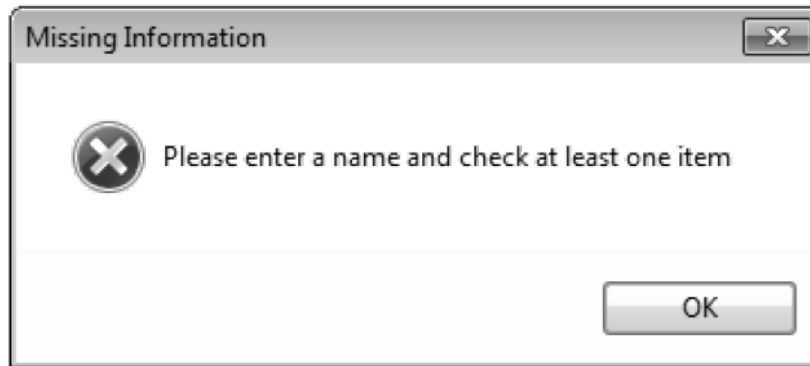 Missing Information
Please enter a name and check at least one item
OK